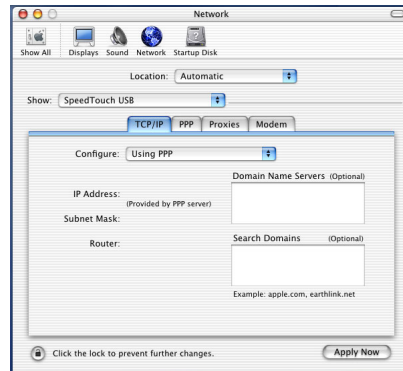 Network
Show All Displays Sound Network Startup Disk
Location: Automatic
Show: SpeedTouch USB
TCP/IP PPP Proxies Modem
Configure: Using PPP
Domain Name Servers (Optional)
IP Address:
(Provided by PPP server)
Subnet Mask:
Router:
Search Domains (Optional)
Example: apple.com, earthlink.net
Click the lock to prevent further changes.
Apply Now